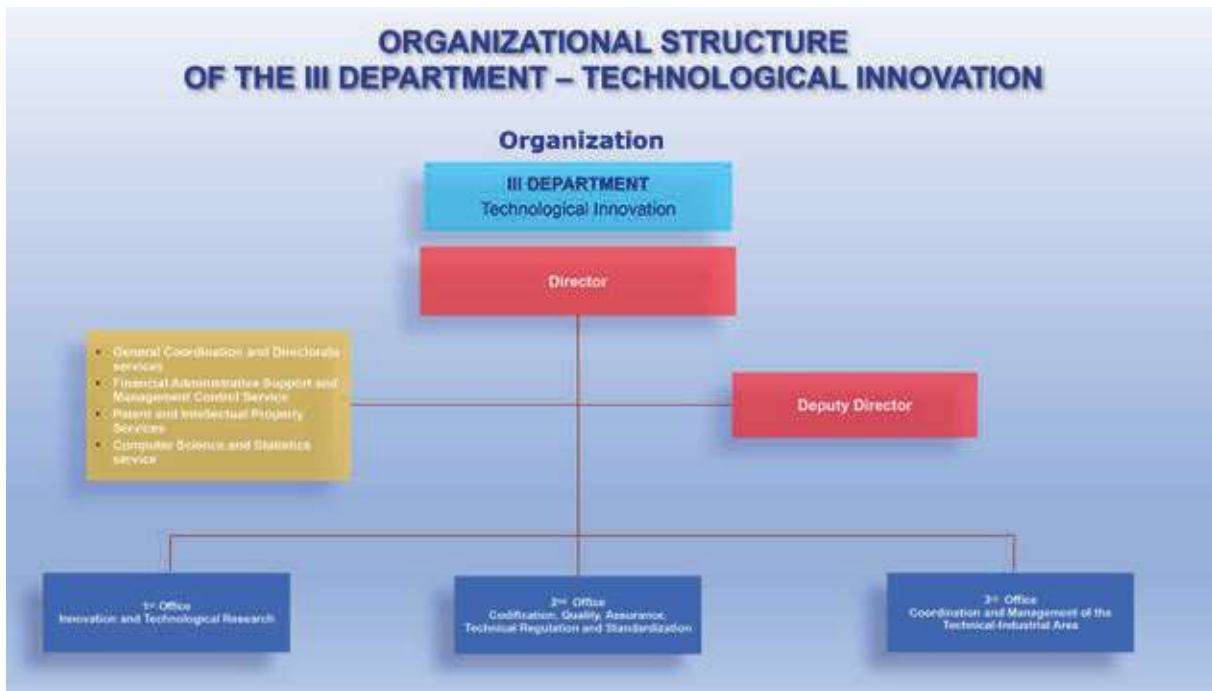 ORGANIZATIONAL STRUCTURE
OF THE III DEPARTMENT – TECHNOLOGICAL INNOVATION
Organization
III DEPARTMENT
Technological Innovation
Director
• General Coordination and Directorate
services
• Financial Administrative Support and
Management Control Service
• Patent and Intellectual Property
Services
• Computer Science and Statistics
service
Deputy Director
1st Office
Innovation and Technological Research
2nd Office
Codification, Quality, Assurance,
Technical Regulation and Standardization
3rd Office
Coordination and Management of the
Technical-Industrial Area